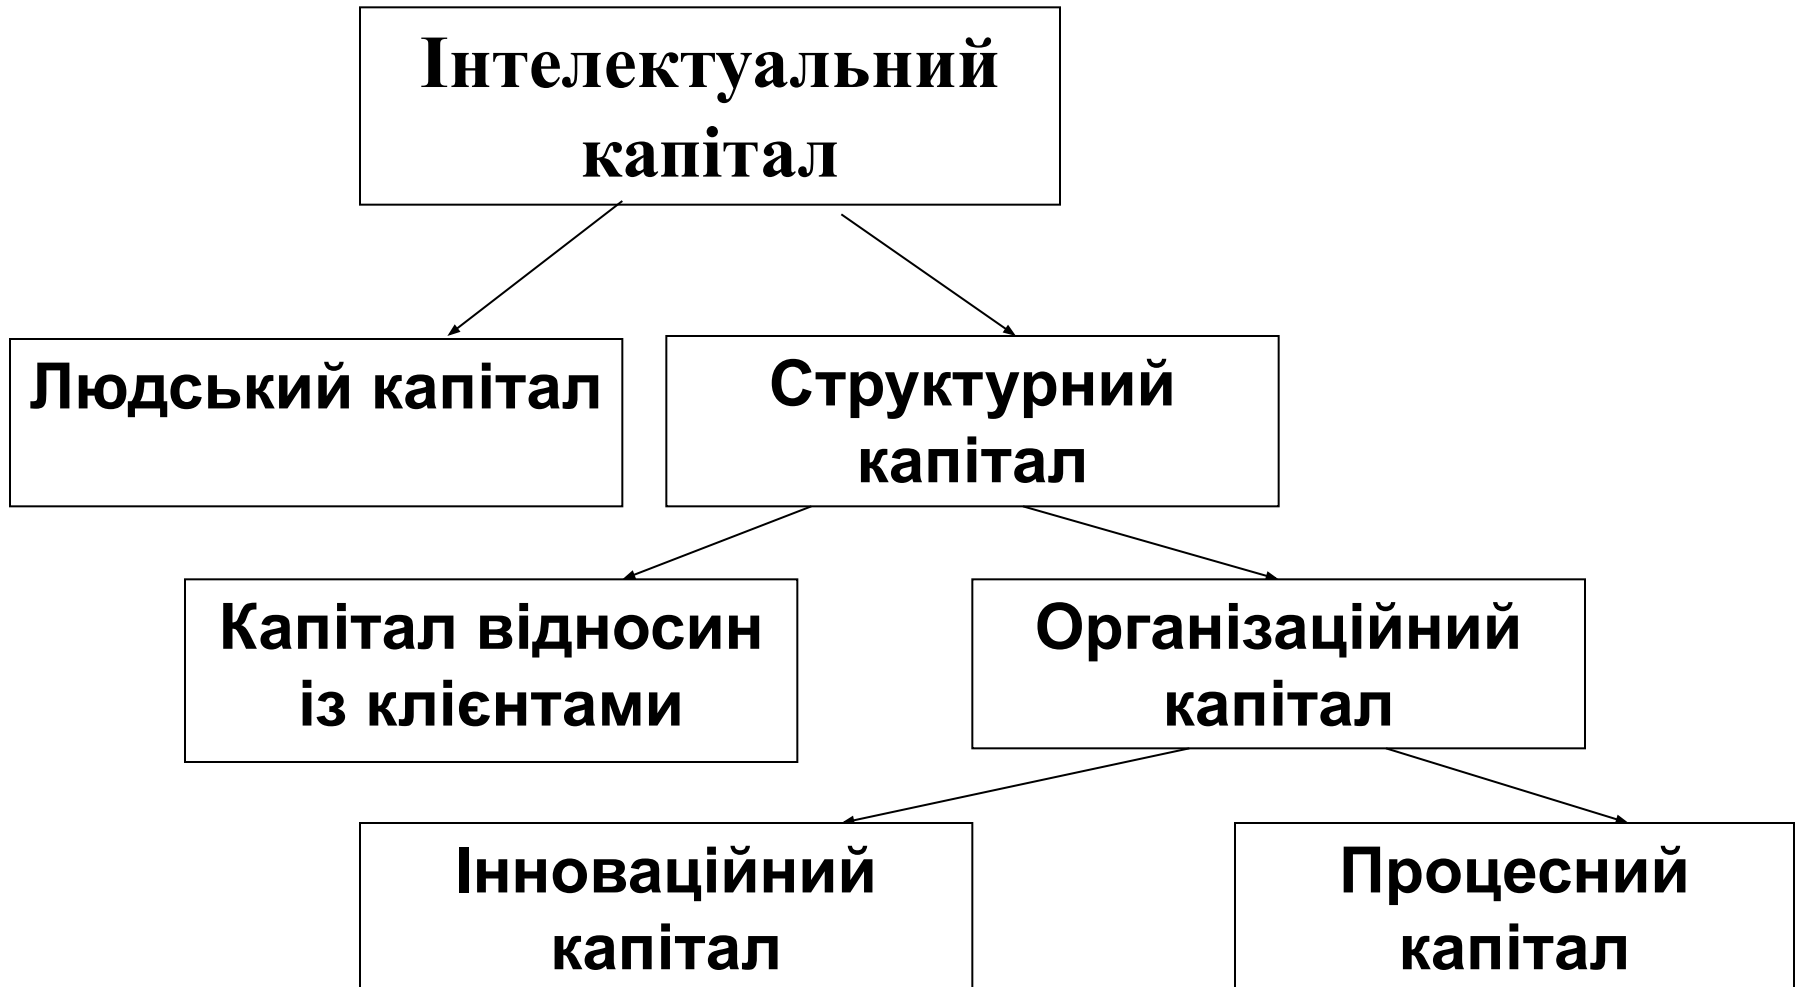 Інтелектуальний
капітал
Людський капітал
Структурний
капітал
Капітал відносин
із клієнтами
Організаційний
капітал
Інноваційний
капітал
Процесний
капітал